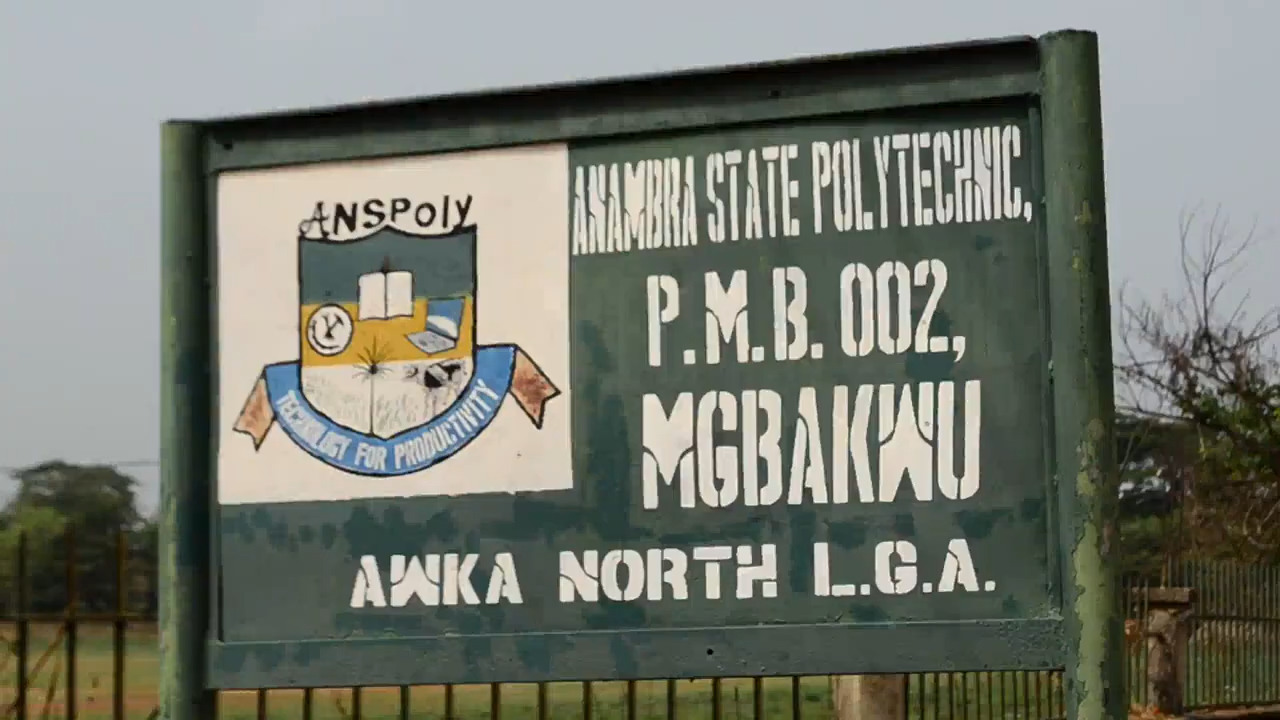 ANSPoly
TECHNOLOGY FOR PRODUCTIVITY
ANAMBRA STATE POLYTECHNIC,
P.M.B. 002,
MGBAKWU
AWKA NORTH L.G.A.